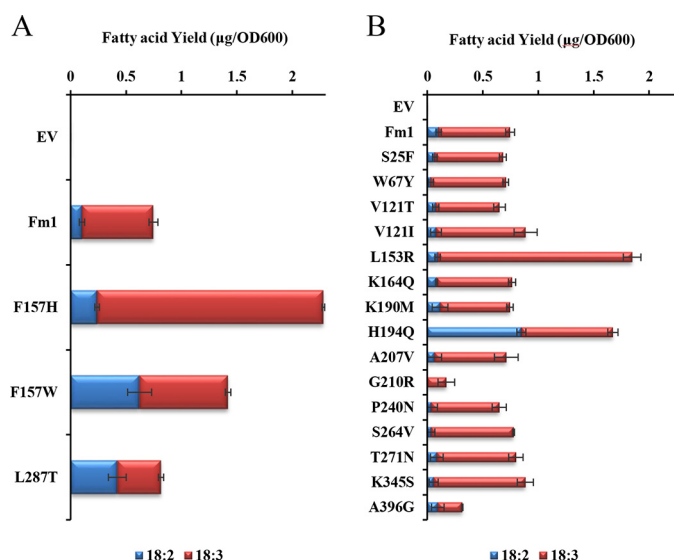 A
Fatty acid Yield (µg/OD600)
0 0.5 1 1.5 2
EV
Fm1
F157H
F157W
L287T
18:2 18:3
B
Fatty acid Yield (µg/OD600)
0 0.5 1 1.5 2
EV
Fm1
S25F
W67Y
V121T
V121I
L153R
K164Q
K190M
H194Q
A207V
G210R
P240N
S264V
T271N
K345S
A396G
18:2 18:3